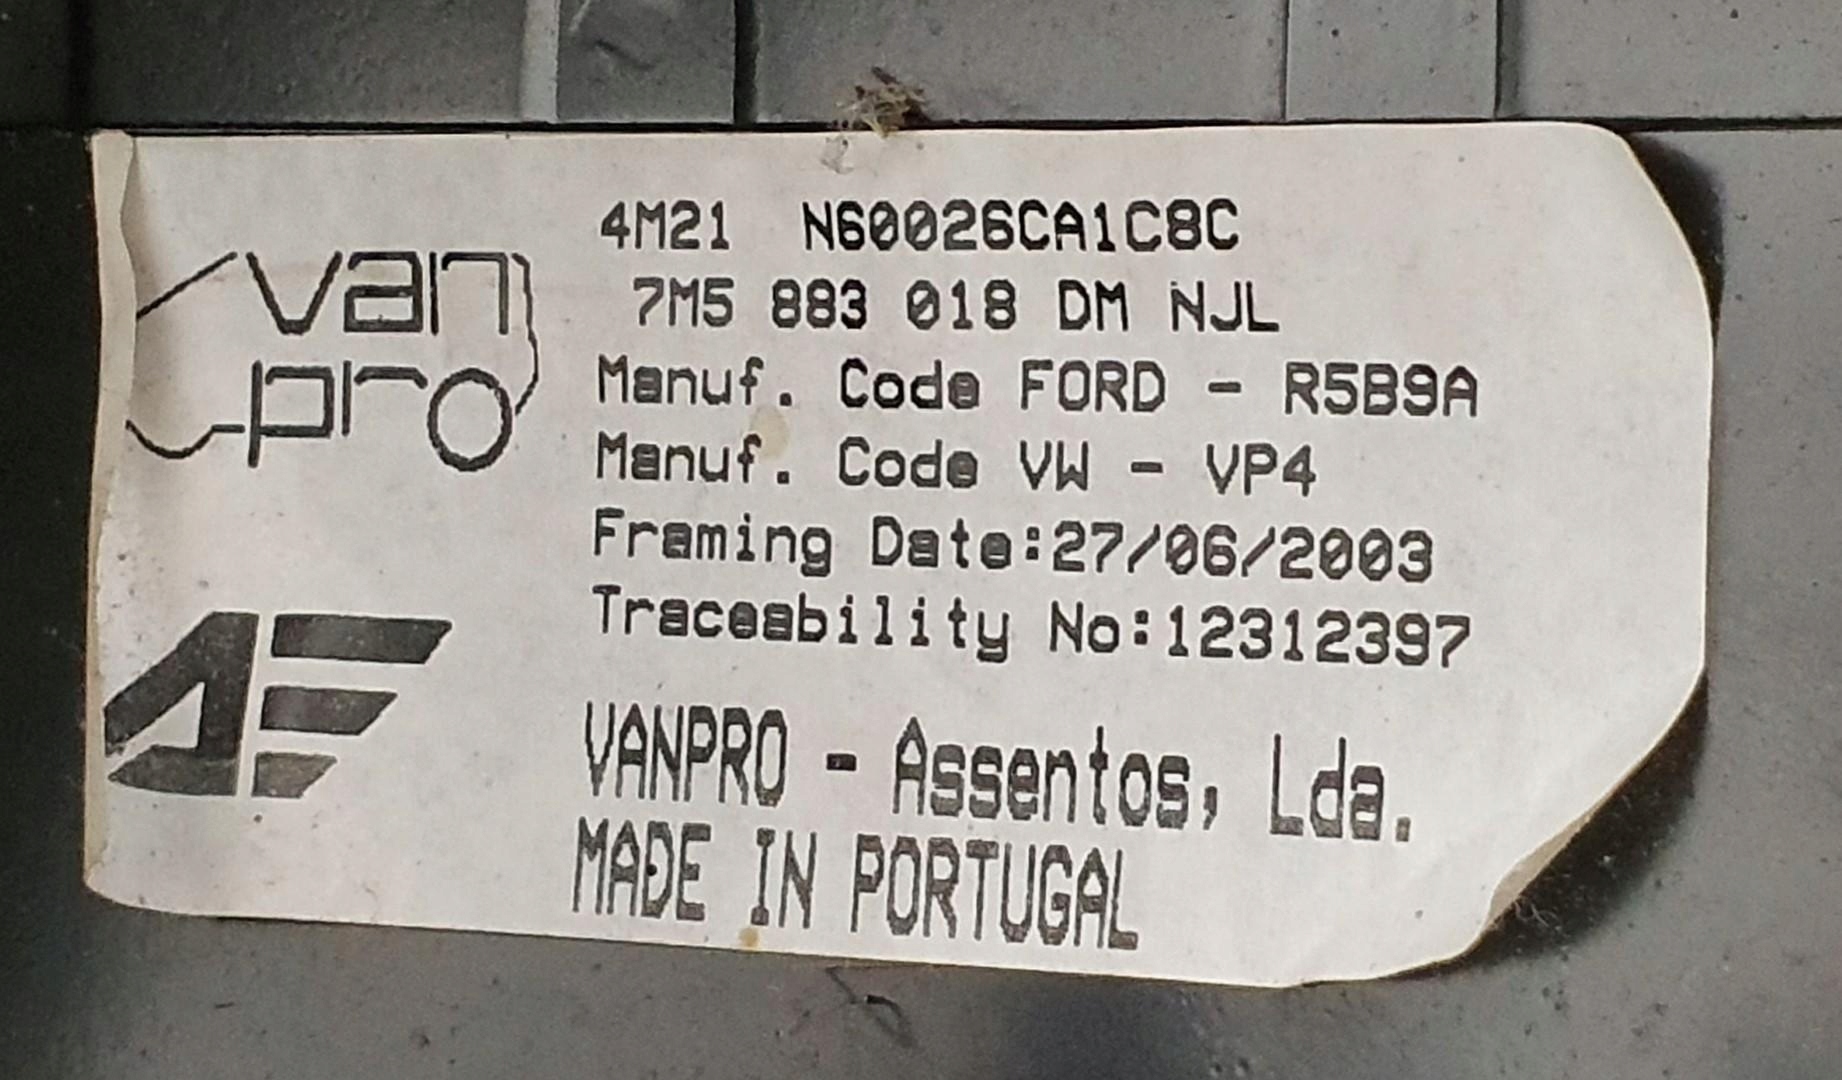 van
pro
4M21 N60026CA1C8C
7M5 883 018 DM NJL
Manuf. Code FORD - R5B9A
Manuf. Code VW - VP4
Framing Date:27/06/2003
Traceability No:12312397
VANPRO - Assentos, Lda.
MADE IN PORTUGAL